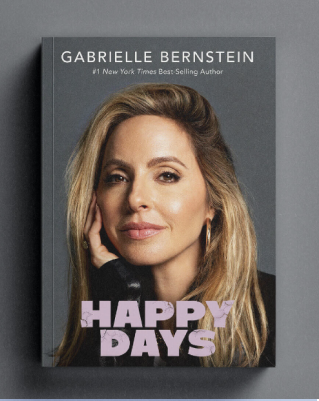 GABRIELLE BERNSTEIN
#1 New York Times Best-Selling Author
HAPPY
DAYS